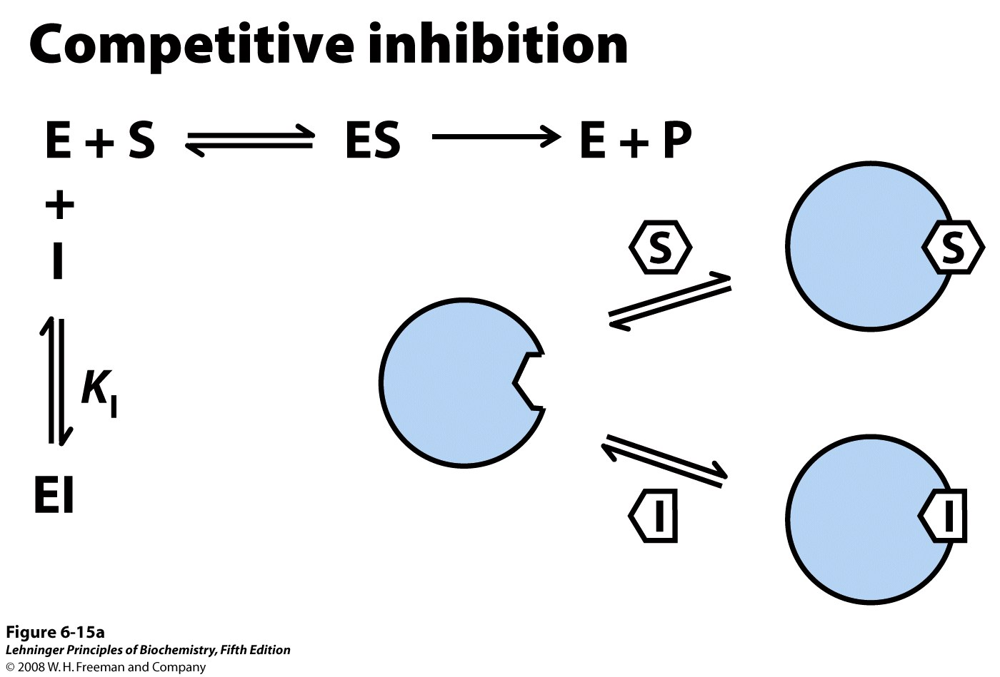 Competitive inhibition
E + S ⇌ ES → E + P
+
I
K_I
EI
S
S
I
I
Figure 6-15a
Lehninger Principles of Biochemistry, Fifth Edition
© 2008 W. H. Freeman and Company